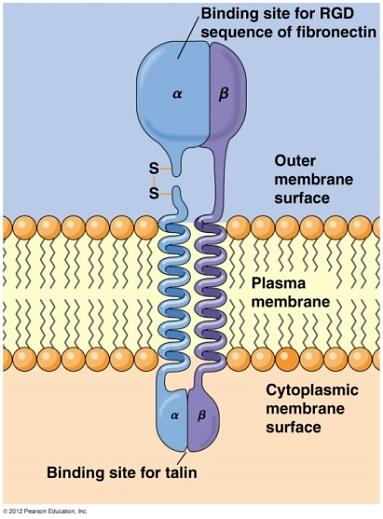 Binding site for RGD
sequence of fibronectin
α
β
S
S
Outer
membrane
surface
Plasma
membrane
Cytoplasmic
membrane
surface
α
β
Binding site for talin
© 2012 Pearson Education, Inc.